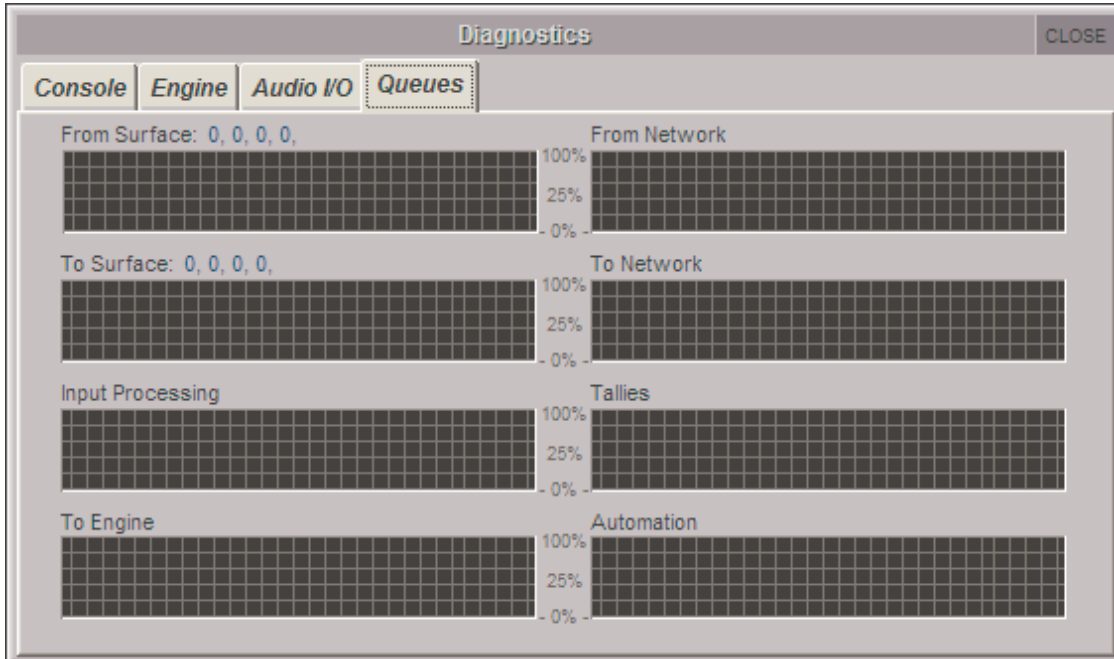 Diagnostics CLOSE
Console Engine Audio I/O Queues
From Surface: 0, 0, 0, 0, From Network
100%
25%
- 0% -
To Surface: 0, 0, 0, 0, To Network
100%
25%
- 0% -
Input Processing Tallies
100%
25%
- 0% -
To Engine Automation
100%
25%
- 0% -